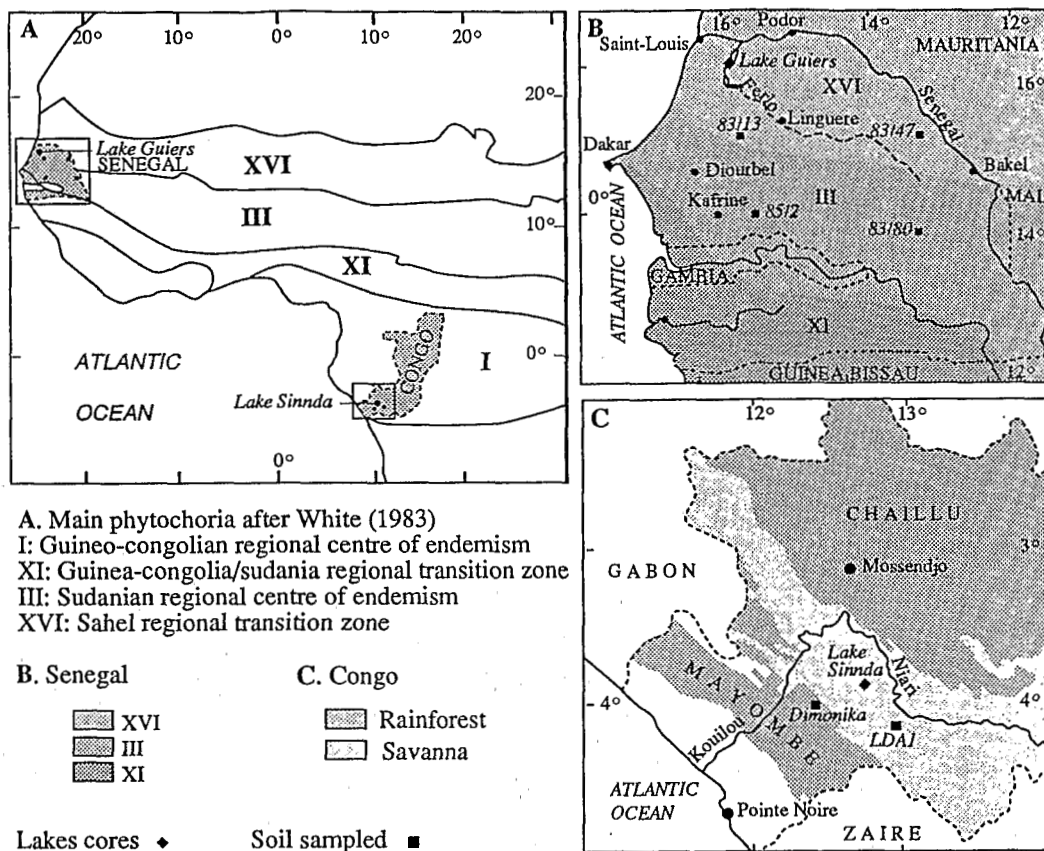 A
20°
10°
0°
10°
20°
20°
Lake Guiers
SENEGAL
XVI
III
10°
XI
ATLANTIC
OCEAN
CONGO
I
0°
Lake Sinnda
0°
10°
B
16°
Podor
14°
12°
Saint-Louis
MAURITANIA
Lake Guiers
XVI
16°
Ferlo
Senegal
Linguere
83/13
83/47
Dakar
Bakel
Diourbel
MAL
0°
Kafrine
85/2
III
83/80
14°
ATLANTIC OCEAN
GAMBIA
XI
GUINEA BISSAU
12°
C
12°
13°
CHAILLU
3°
GABON
Mossendjo
Lake
Sinnda
Niari
MAYOMBE
4°
4°
Dimonika
LDA1
Kouilou
ATLANTIC
OCEAN
Pointe Noire
ZAIRE
A. Main phytochoria after White (1983)
I: Guineo-congolian regional centre of endemism
XI: Guinea-congolia/sudania regional transition zone
III: Sudanian regional centre of endemism
XVI: Sahel regional transition zone
B. Senegal
XVI
III
XI
C. Congo
Rainforest
Savanna
Lakes cores
Soil sampled